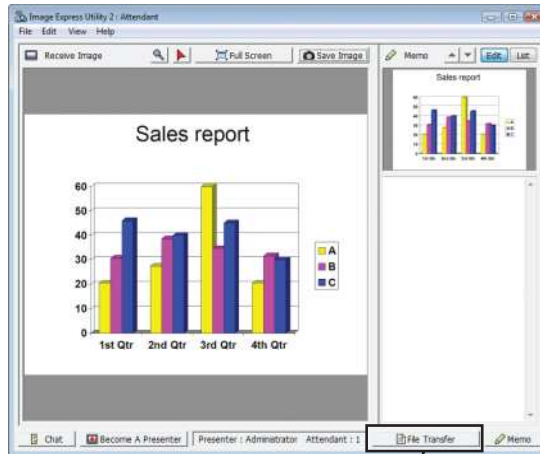 Image Express Utility 2 : Attendant
File Edit View Help
Receive Image Full Screen Save Image Memo Edit List
Sales report
Sales report
60
50
40
30
20
10
0
1st Qtr 2nd Qtr 3rd Qtr 4th Qtr
A
B
C
Chat Become A Presenter Presenter : Administrator Attendant : 1 File Transfer Memo